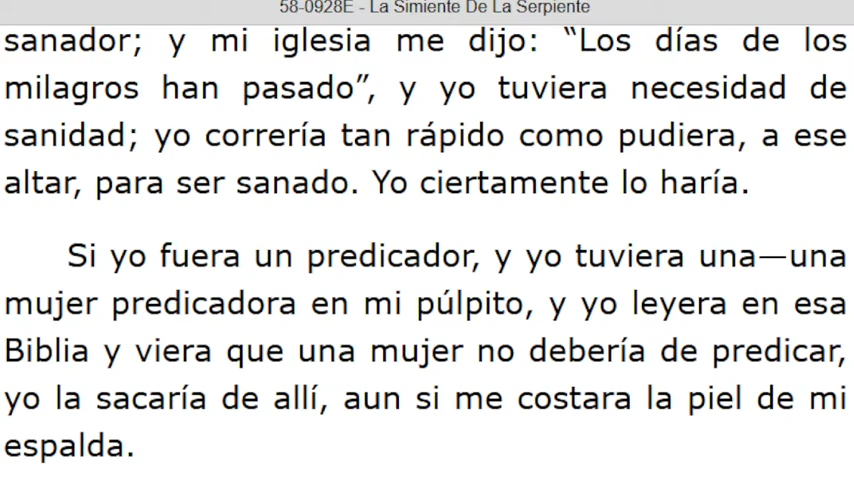 58-0928E - La Simiente De La Serpiente
sanador; y mi iglesia me dijo: “Los días de los
milagros han pasado”, y yo tuviera necesidad de
sanidad; yo correría tan rápido como pudiera, a ese
altar, para ser sanado. Yo ciertamente lo haría.
Si yo fuera un predicador, y yo tuviera una—una
mujer predicadora en mi púlpito, y yo leyera en esa
Biblia y viera que una mujer no debería de predicar,
yo la sacaría de allí, aun si me costara la piel de mi
espalda.